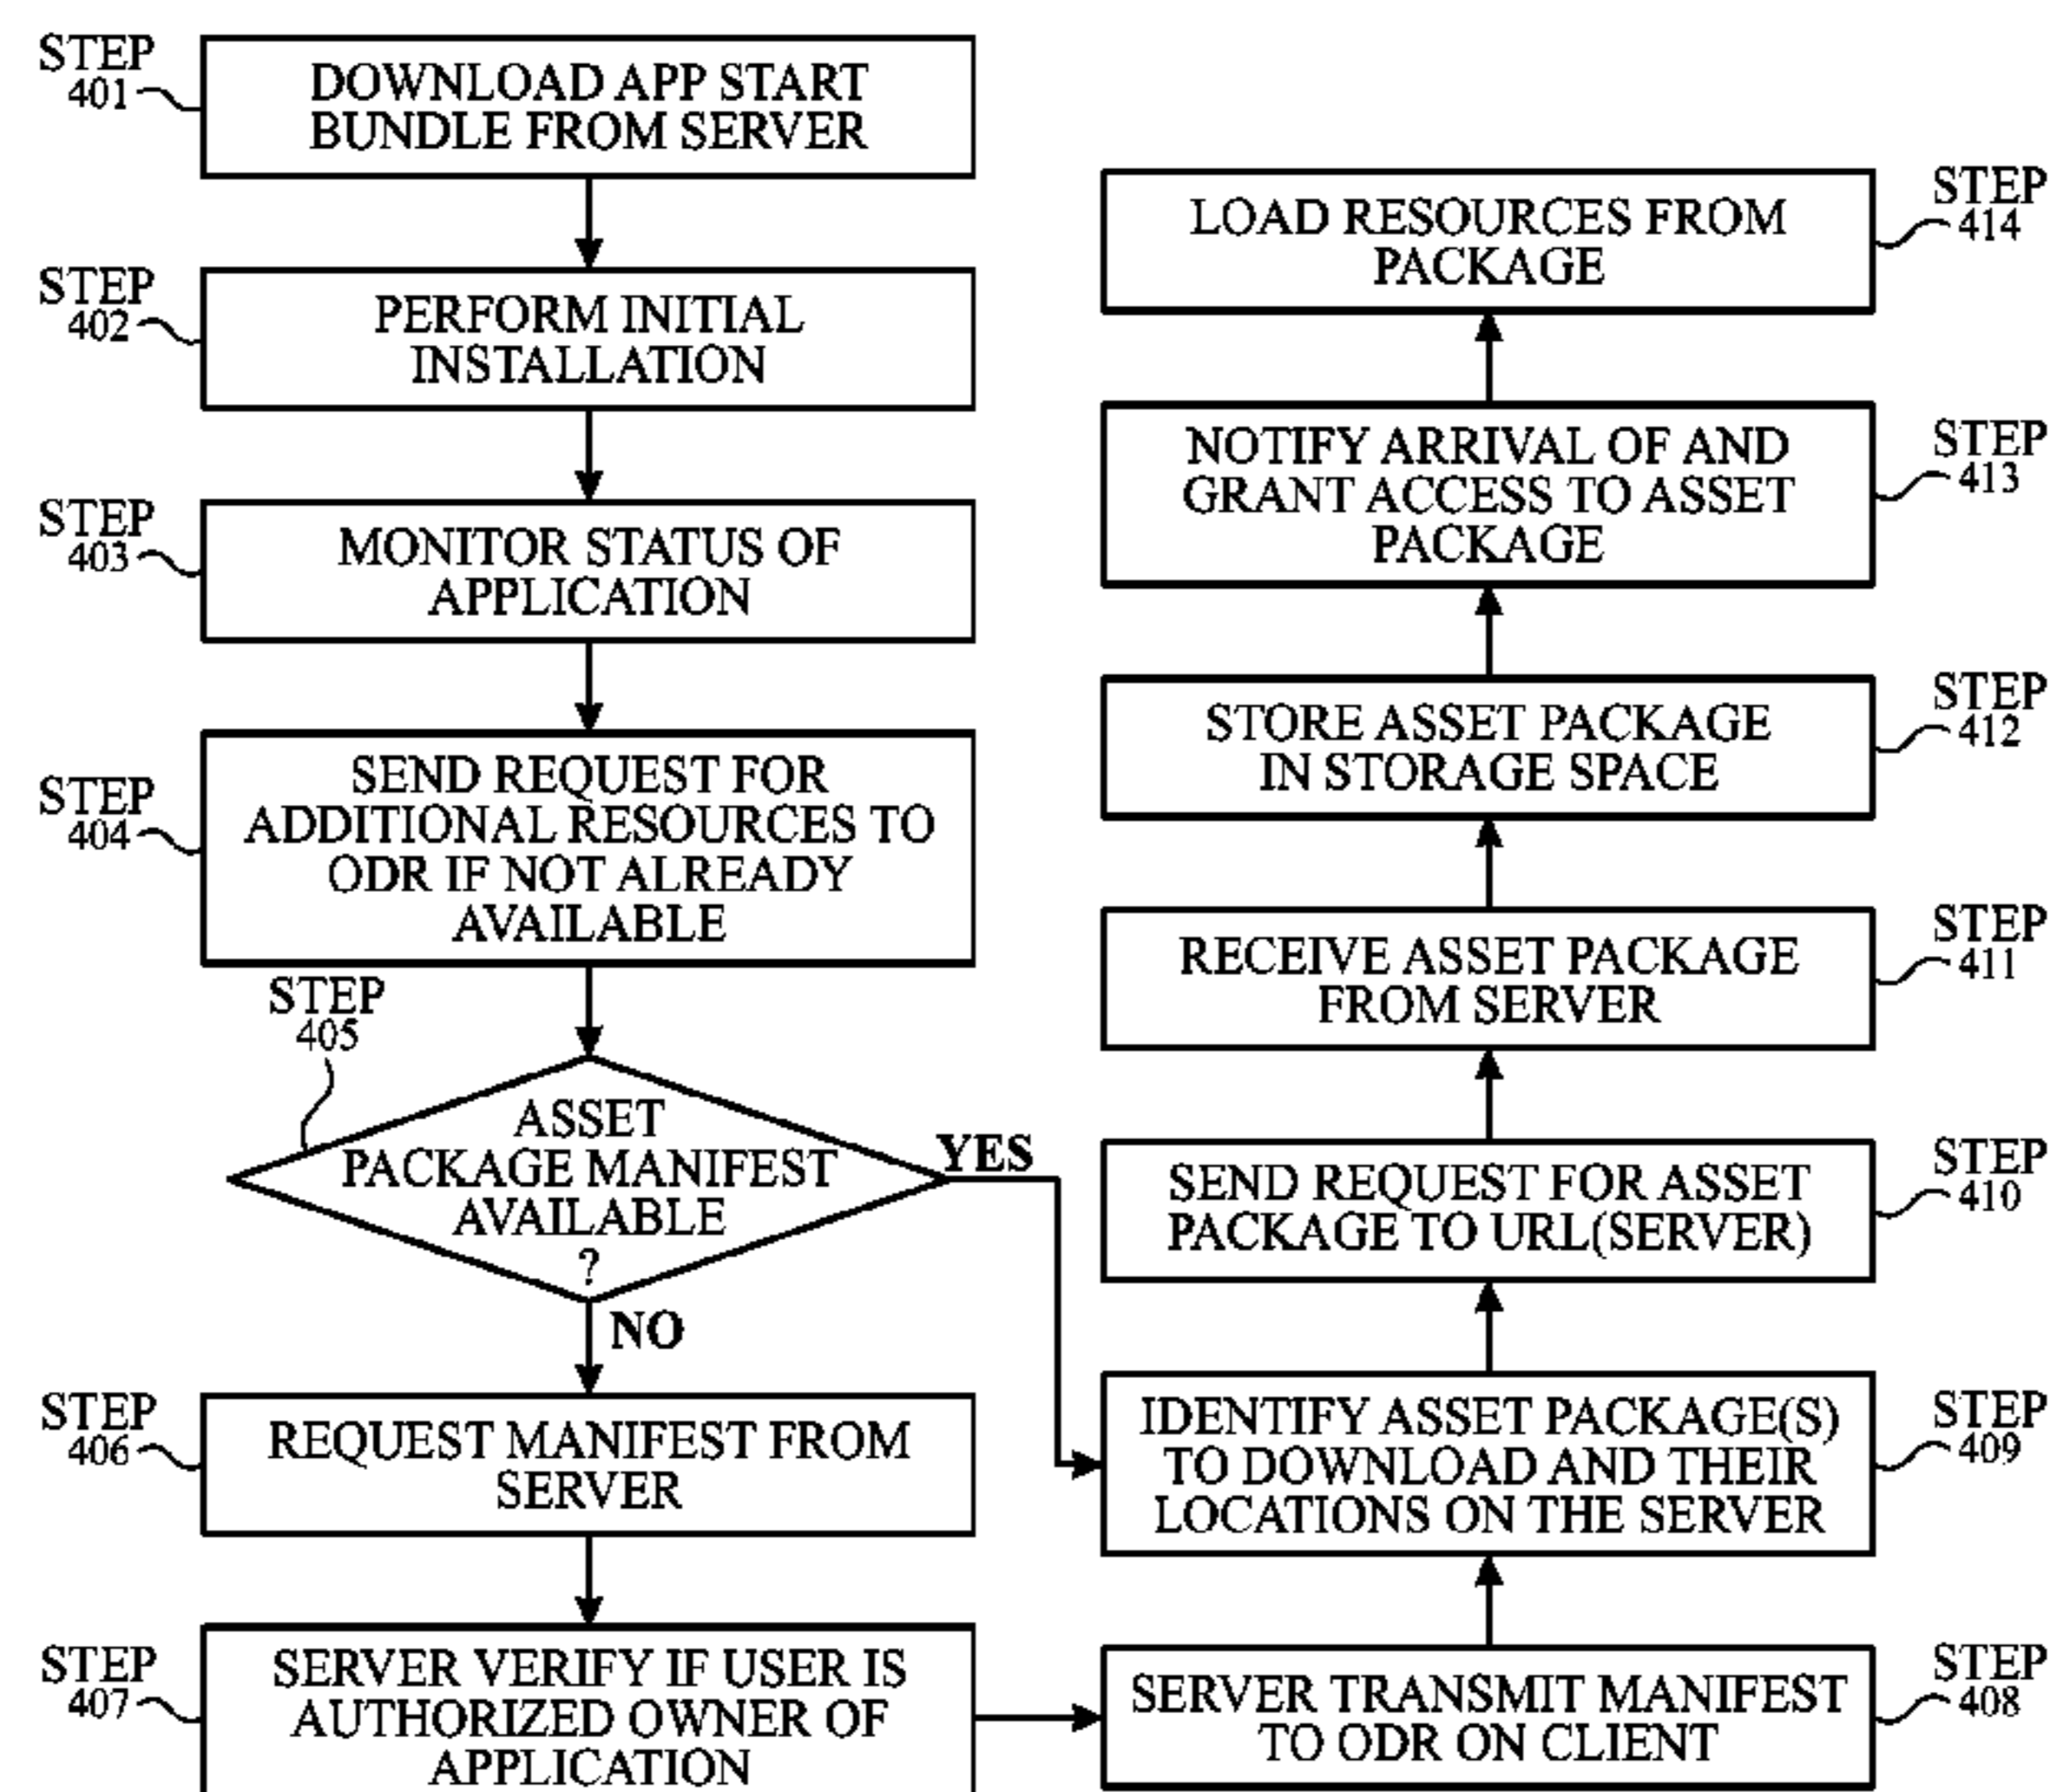 STEP
401
DOWNLOAD APP START
BUNDLE FROM SERVER
STEP
402
PERFORM INITIAL
INSTALLATION
STEP
403
MONITOR STATUS OF
APPLICATION
STEP
404
SEND REQUEST FOR
ADDITIONAL RESOURCES TO
ODR IF NOT ALREADY
AVAILABLE
STEP
405
ASSET
PACKAGE MANIFEST
AVAILABLE
?
YES
NO
STEP
406
REQUEST MANIFEST FROM
SERVER
STEP
407
SERVER VERIFY IF USER IS
AUTHORIZED OWNER OF
APPLICATION
SERVER TRANSMIT MANIFEST
TO ODR ON CLIENT
STEP
408
IDENTIFY ASSET PACKAGE(S)
TO DOWNLOAD AND THEIR
LOCATIONS ON THE SERVER
STEP
409
SEND REQUEST FOR ASSET
PACKAGE TO URL(SERVER)
STEP
410
RECEIVE ASSET PACKAGE
FROM SERVER
STEP
411
STORE ASSET PACKAGE
IN STORAGE SPACE
STEP
412
NOTIFY ARRIVAL OF AND
GRANT ACCESS TO ASSET
PACKAGE
STEP
413
LOAD RESOURCES FROM
PACKAGE
STEP
414